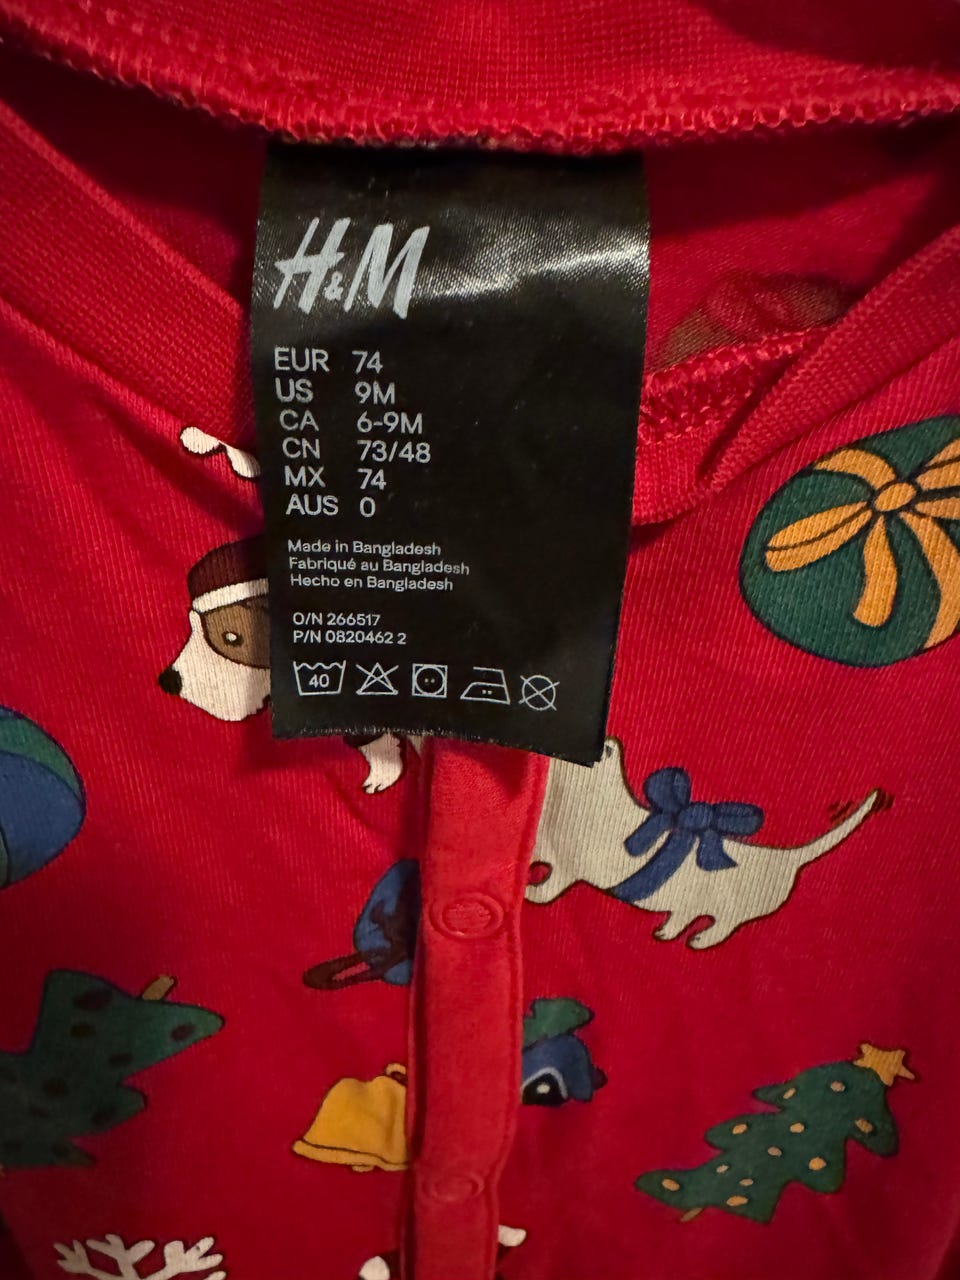 H&M
EUR 74
US 9M
CA 6-9M
CN 73/48
MX 74
AUS 0
Made in Bangladesh
Fabriqué au Bangladesh
Hecho en Bangladesh
O/N 266517
P/N 0820462 2
40